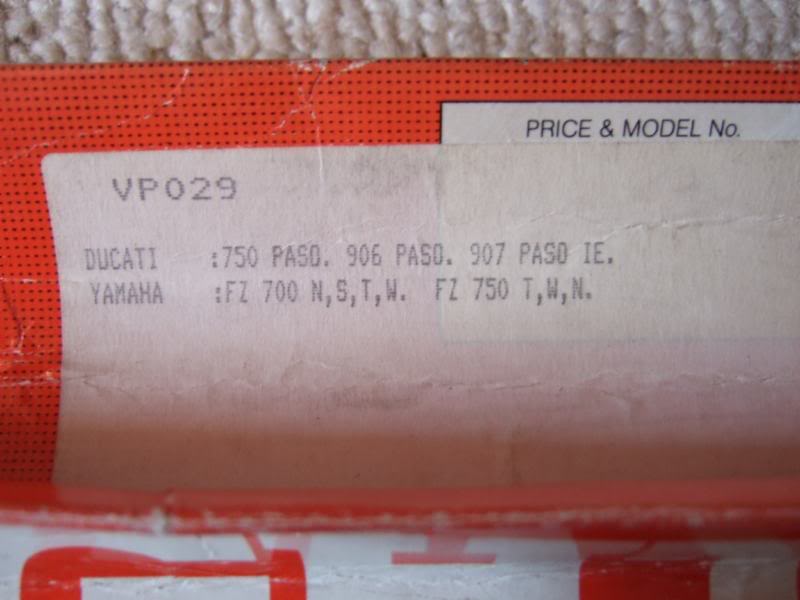 PRICE & MODEL No.
VP029
DUCATI :750 PASO. 906 PASO. 907 PASO IE.
YAMAHA :FZ 700 N,S,T,W. FZ 750 T,W,N.